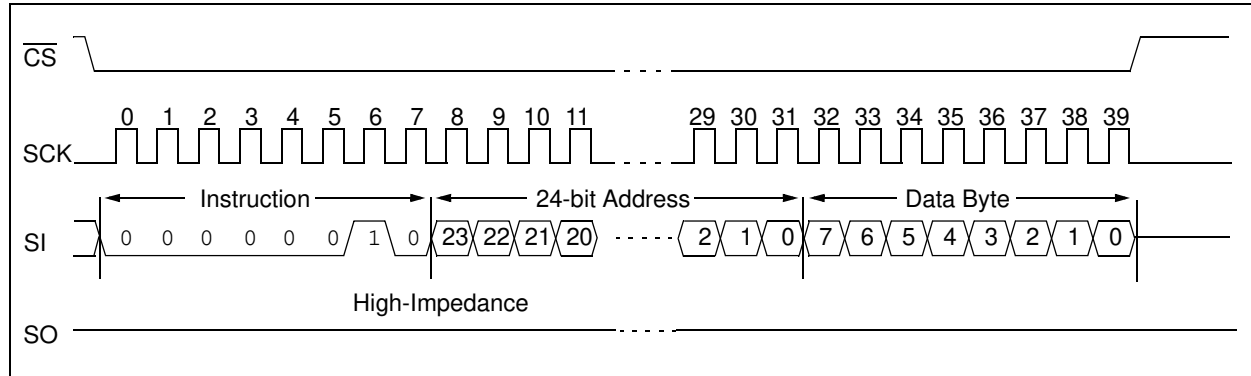 CS
0 1 2 3 4 5 6 7 8 9 10 11 29 30 31 32 33 34 35 36 37 38 39
SCK
Instruction 24-bit Address Data Byte
SI 0 0 0 0 0 0 1 0 23 22 21 20 2 1 0 7 6 5 4 3 2 1 0
High-Impedance
SO